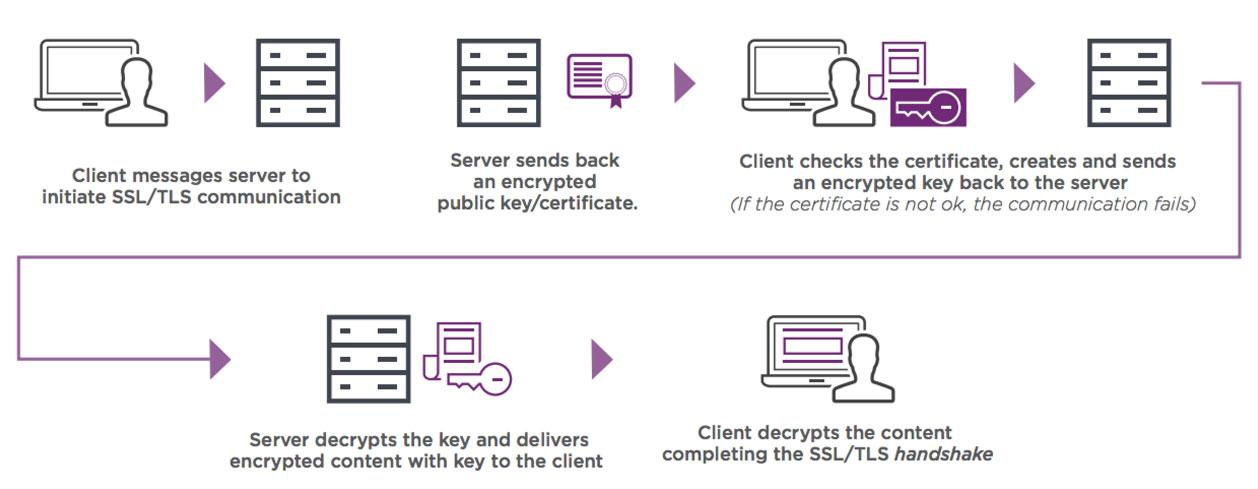 Client messages server to
initiate SSL/TLS communication
Server sends back
an encrypted
public key/certificate.
Client checks the certificate, creates and sends
an encrypted key back to the server
(If the certificate is not ok, the communication fails)
Server decrypts the key and delivers
encrypted content with key to the client
Client decrypts the content
completing the SSL/TLS handshake